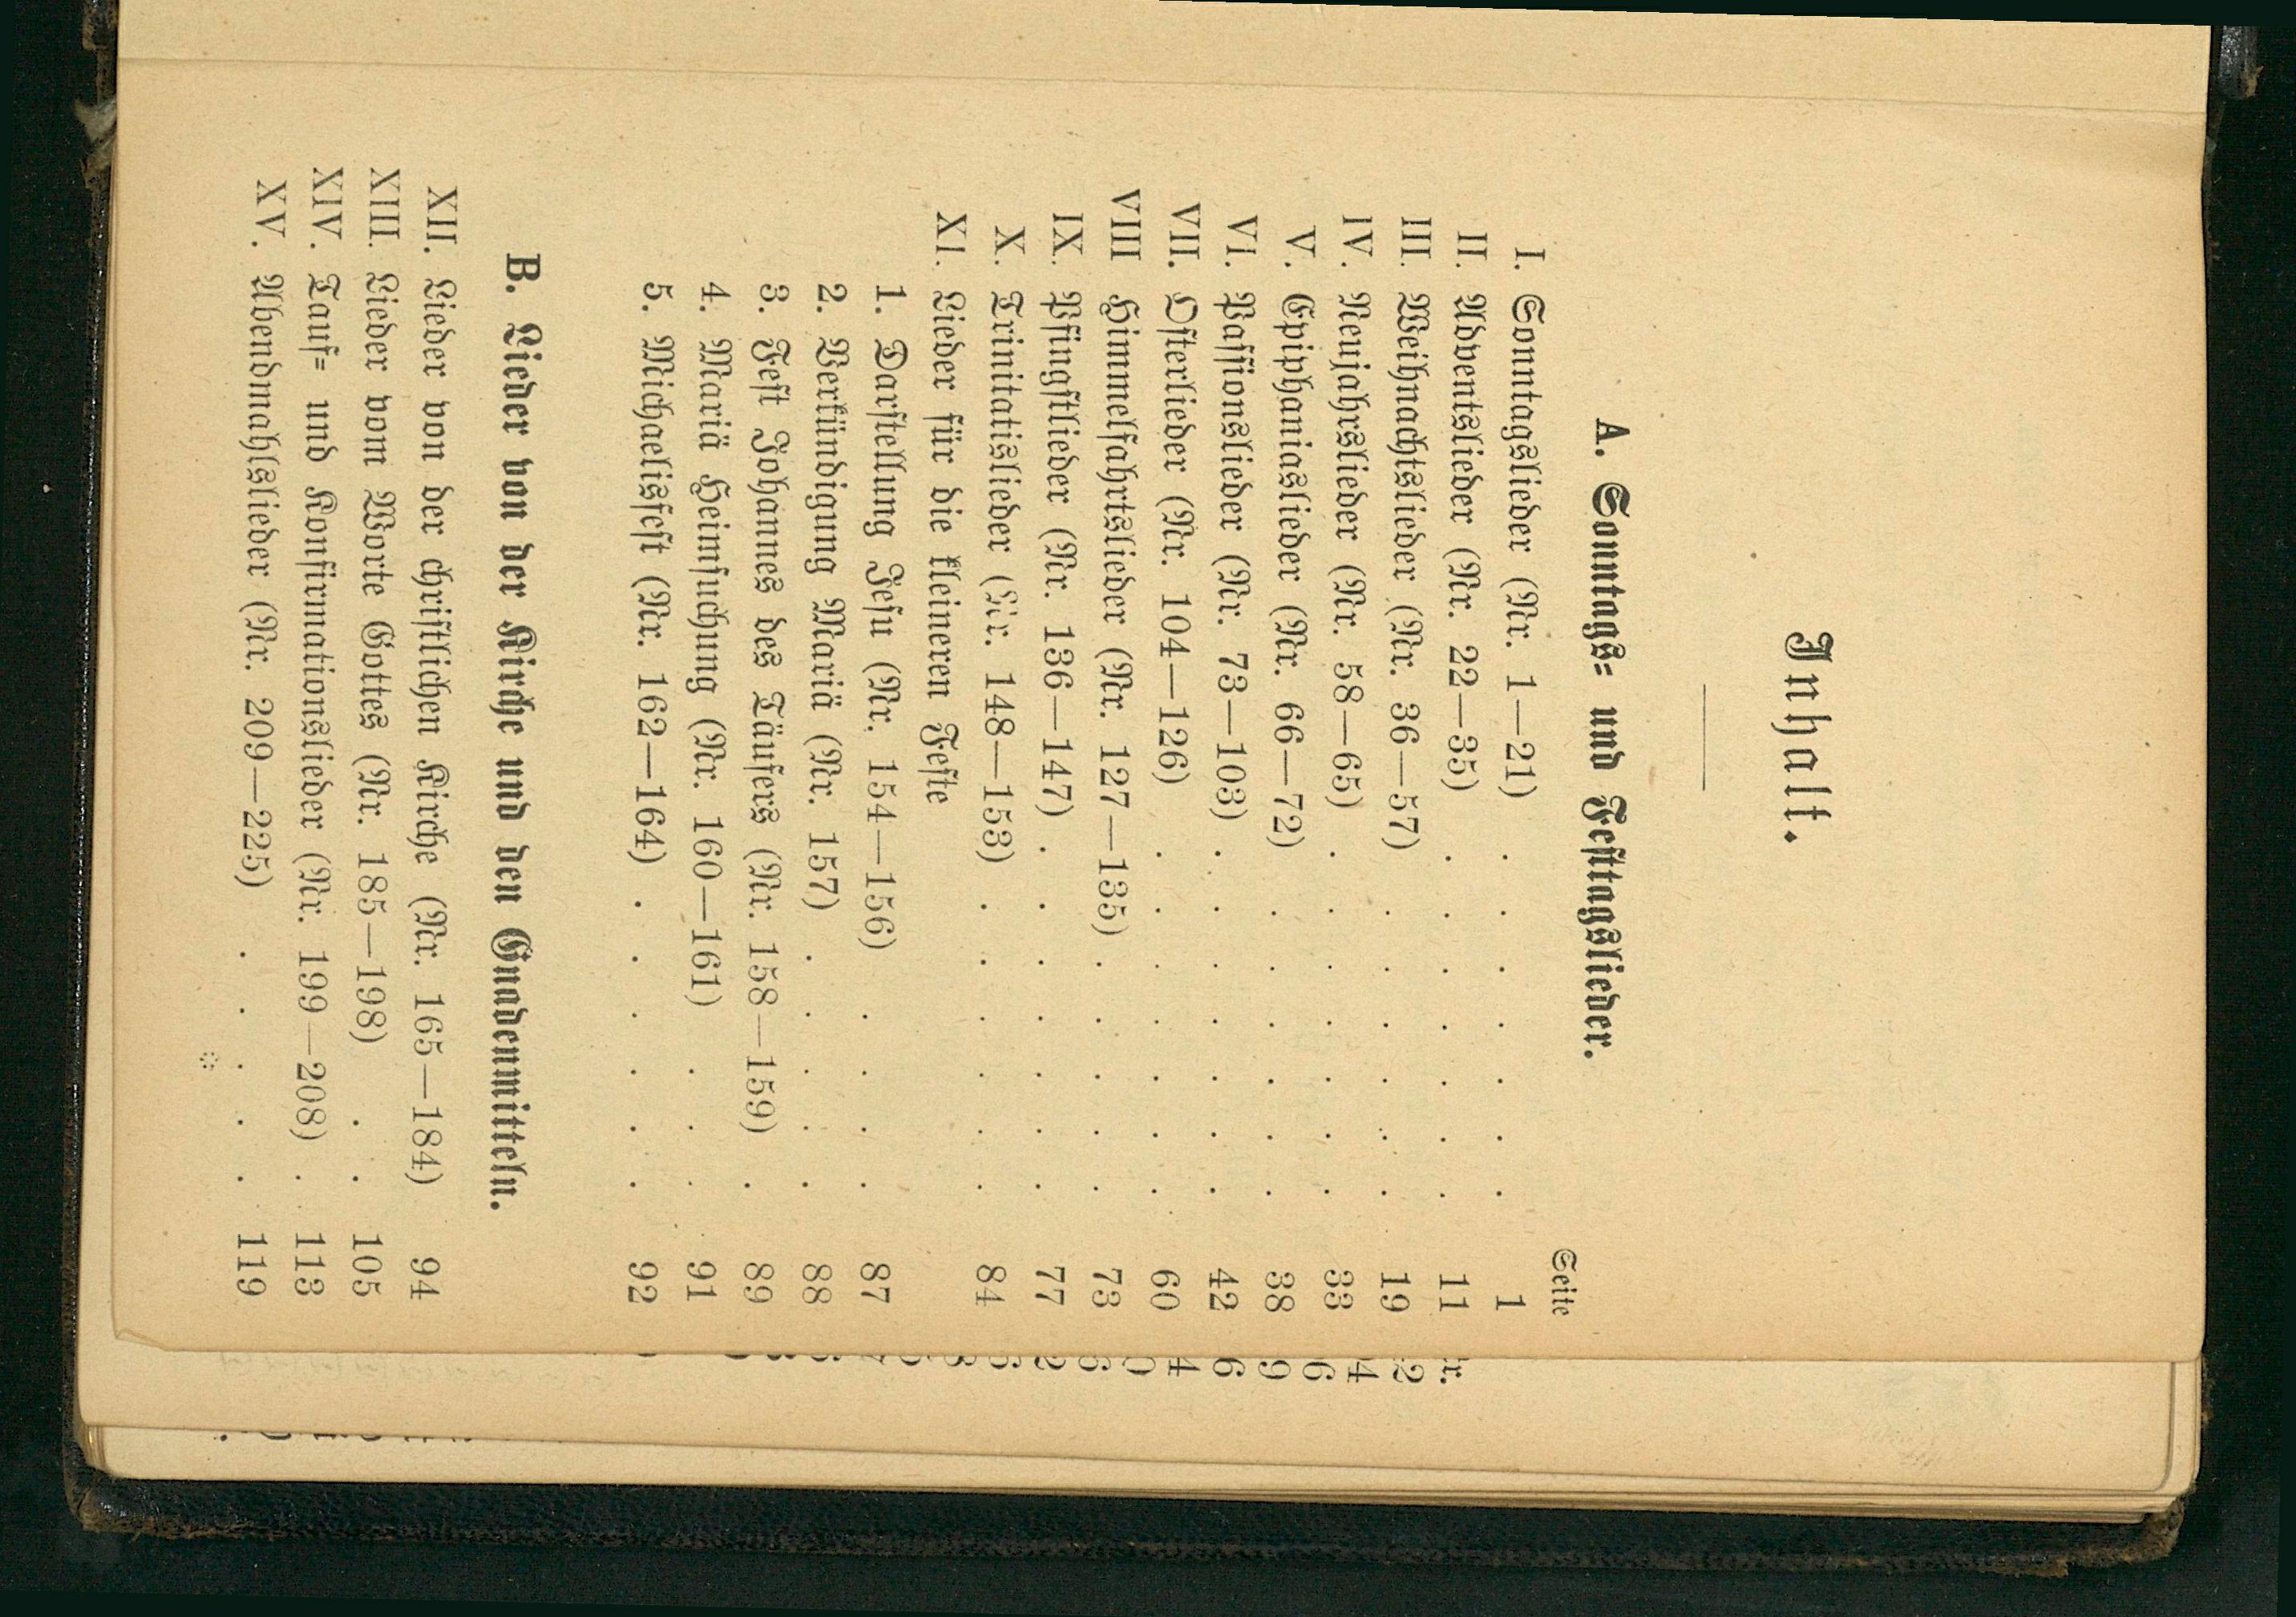 Inhalt.
A. Sonntags= und Festtagslieder.
Seite
I. Sonntagslieder (Nr. 1—21) . . . . . . . 1
II. Adventslieder (Nr. 22—35) . . . . . . . 11
III. Weihnachtslieder (Nr. 36—57) . . . . . . 19
IV. Neujahrslieder (Nr. 58—65) . . . . . . . 33
V. Epiphaniaslieder (Nr. 66—72) . . . . . . 38
VI. Passionslieder (Nr. 73—103) . . . . . . . 42
VII. Osterlieder (Nr. 104—126) . . . . . . . 60
VIII Himmelfahrtslieder (Nr. 127—135) . . . . . 73
IX. Pfingstlieder (Nr. 136—147) . . . . . . . 77
X. Trinitatislieder (Nr. 148—153) . . . . . . 84
XI. Lieder für die kleineren Feste
1. Darstellung Jesu (Nr. 154—156) . . . . 87
2. Verkündigung Mariä (Nr. 157) . . . . . 88
3. Fest Johannes des Täufers (Nr. 158—159) . 89
4. Mariä Heimsuchung (Nr. 160—161) . . . 91
5. Michaelisfest (Nr. 162—164) . . . . . . 92
B. Lieder von der Kirche und den Gnadenmitteln.
XII. Lieder von der christlichen Kirche (Nr. 165—184) 94
XIII. Lieder vom Worte Gottes (Nr. 185—198) . . 105
XIV. Tauf= und Konfirmationslieder (Nr. 199—208) . 113
XV. Abendmahlslieder (Nr. 209—225) . . . . . 119